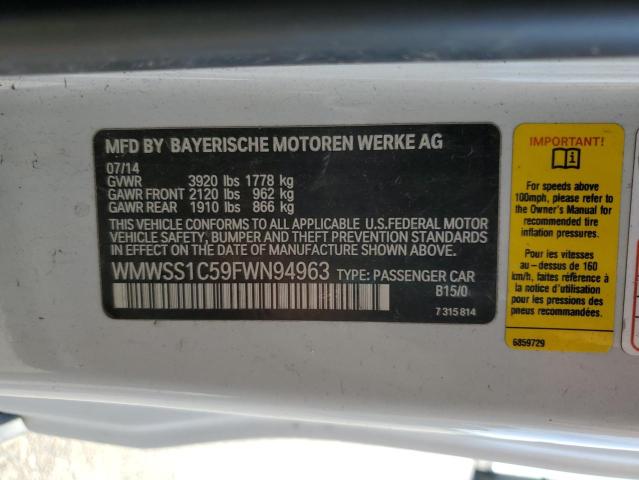 MFD BY BAYERISCHE MOTOREN WERKE AG
07/14
GVWR 3920 lbs 1778 kg
GAWR FRONT 2120 lbs 962 kg
GAWR REAR 1910 lbs 866 kg
THIS VEHICLE CONFORMS TO ALL APPLICABLE U.S.FEDERAL MOTOR
VEHICLE SAFETY, BUMPER AND THEFT PREVENTION STANDARDS
IN EFFECT ON THE DATE OF MANUFACTURE SHOWN ABOVE.
WMWSS1C59FWN94963 TYPE: PASSENGER CAR
B15/0
7 315 814
IMPORTANT!
For speeds above
100mph, please refer to
the Owner's Manual for
recommended tire
inflation pressures.
Pour les vitesses
au.-dessus de 160
km/h, faites référence à
la notice d'utilisation
pour les pressions des
pneus recommandées.
6859729